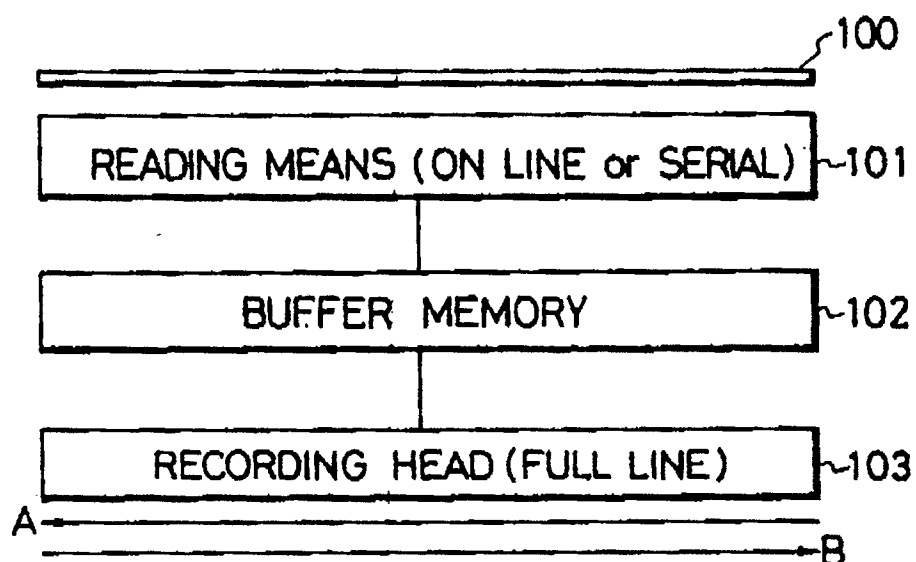 100
READING MEANS (ON LINE or SERIAL) 101
BUFFER MEMORY 102
RECORDING HEAD (FULL LINE) 103
A
B